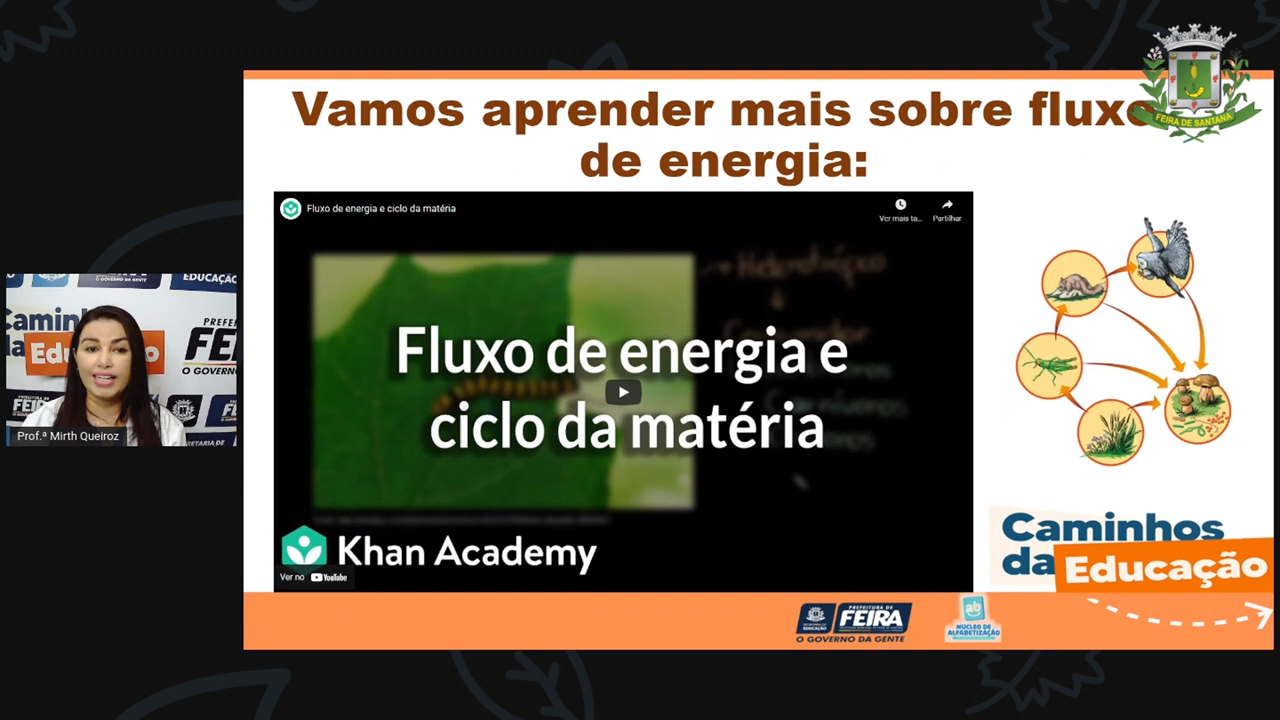 FEIRA DE SANTANA
Vamos aprender mais sobre fluxo
de energia:
Fluxo de energia e ciclo da matéria
Ver mais ta...
Partilhar
Fluxo de energia e
ciclo da matéria
Khan Academy
Ver no YouTube
EDUCAÇÃO
O GOVERNO DA GENTE
Prof.ª Mirth Queiroz
Caminhos
da Educação
PREFEITURA DE
FEIRA
O GOVERNO DA GENTE
ab
NÚCLEO DE
ALFABETIZAÇÃO